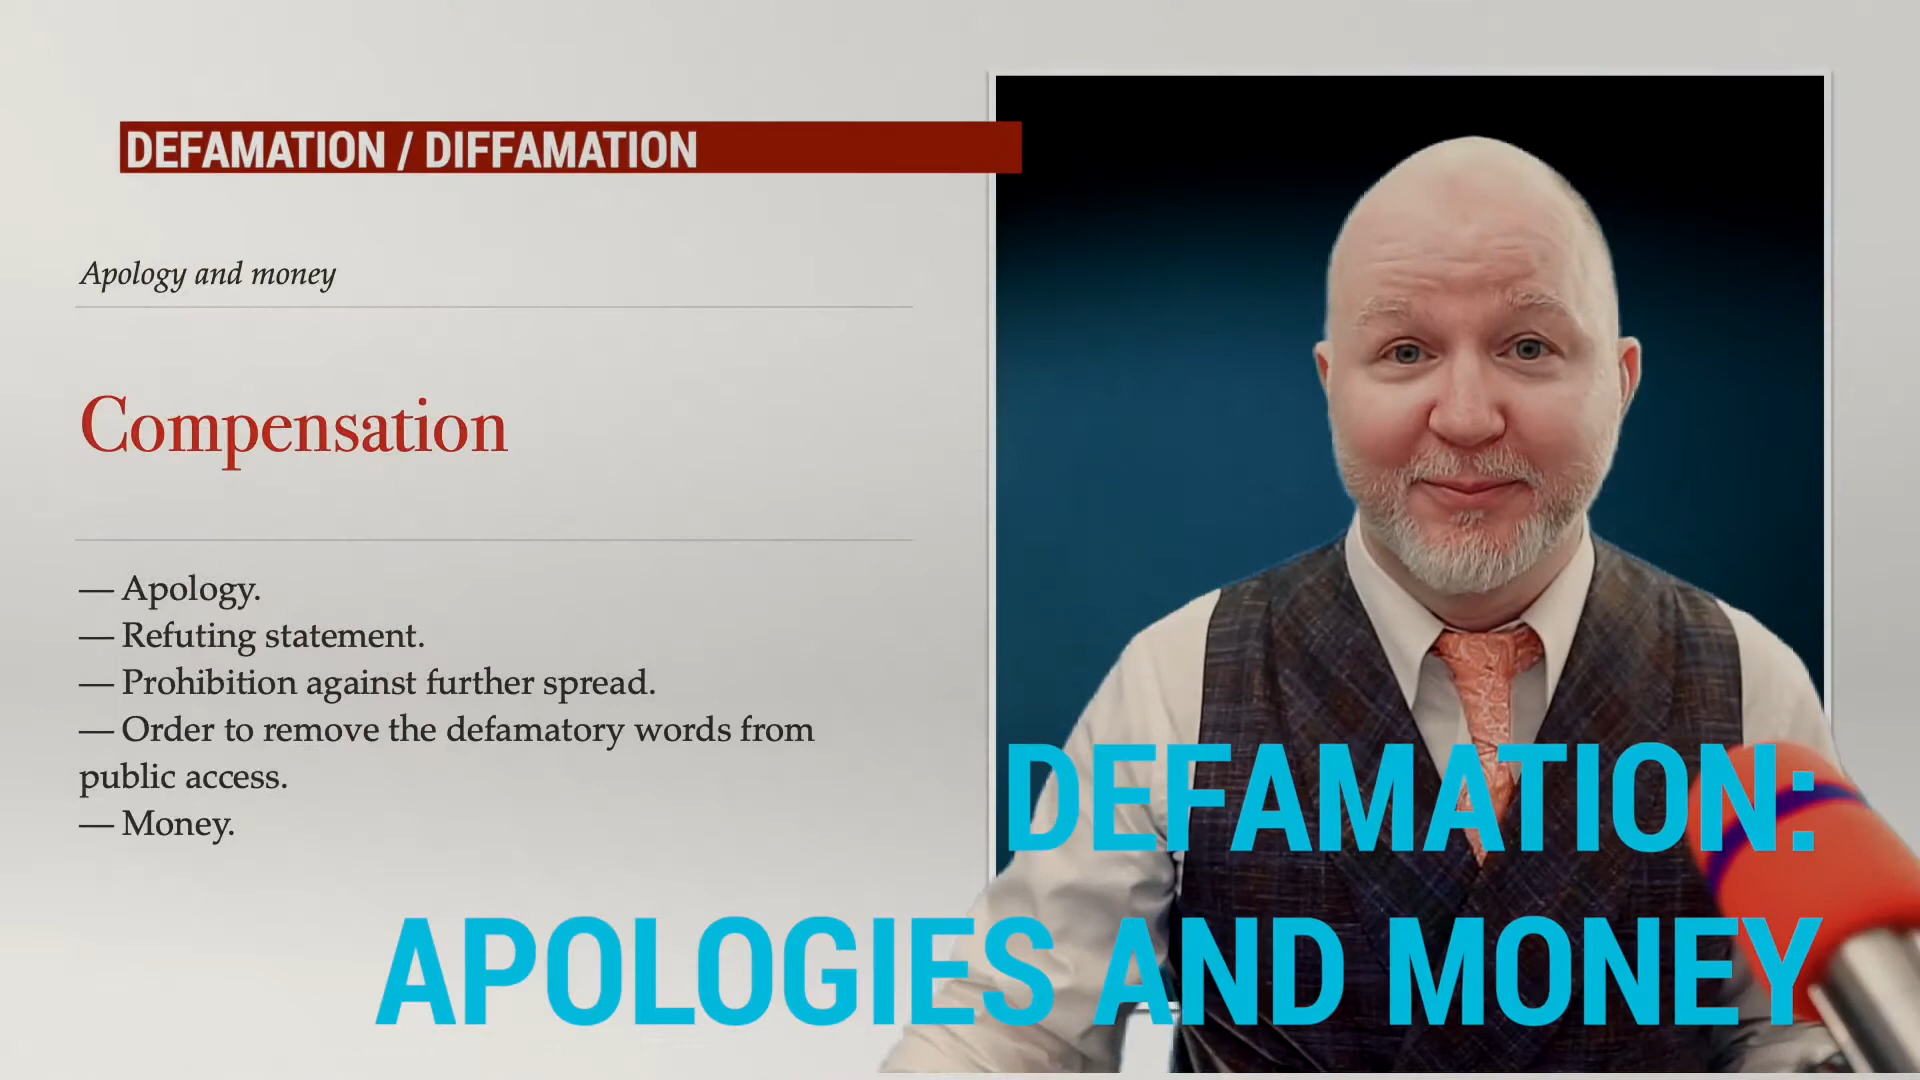 DEFAMATION / DIFFAMATION
Apology and money
Compensation
— Apology.
— Refuting statement.
— Prohibition against further spread.
— Order to remove the defamatory words from
public access.
— Money.
DEFAMATION:
APOLOGIES AND MONEY